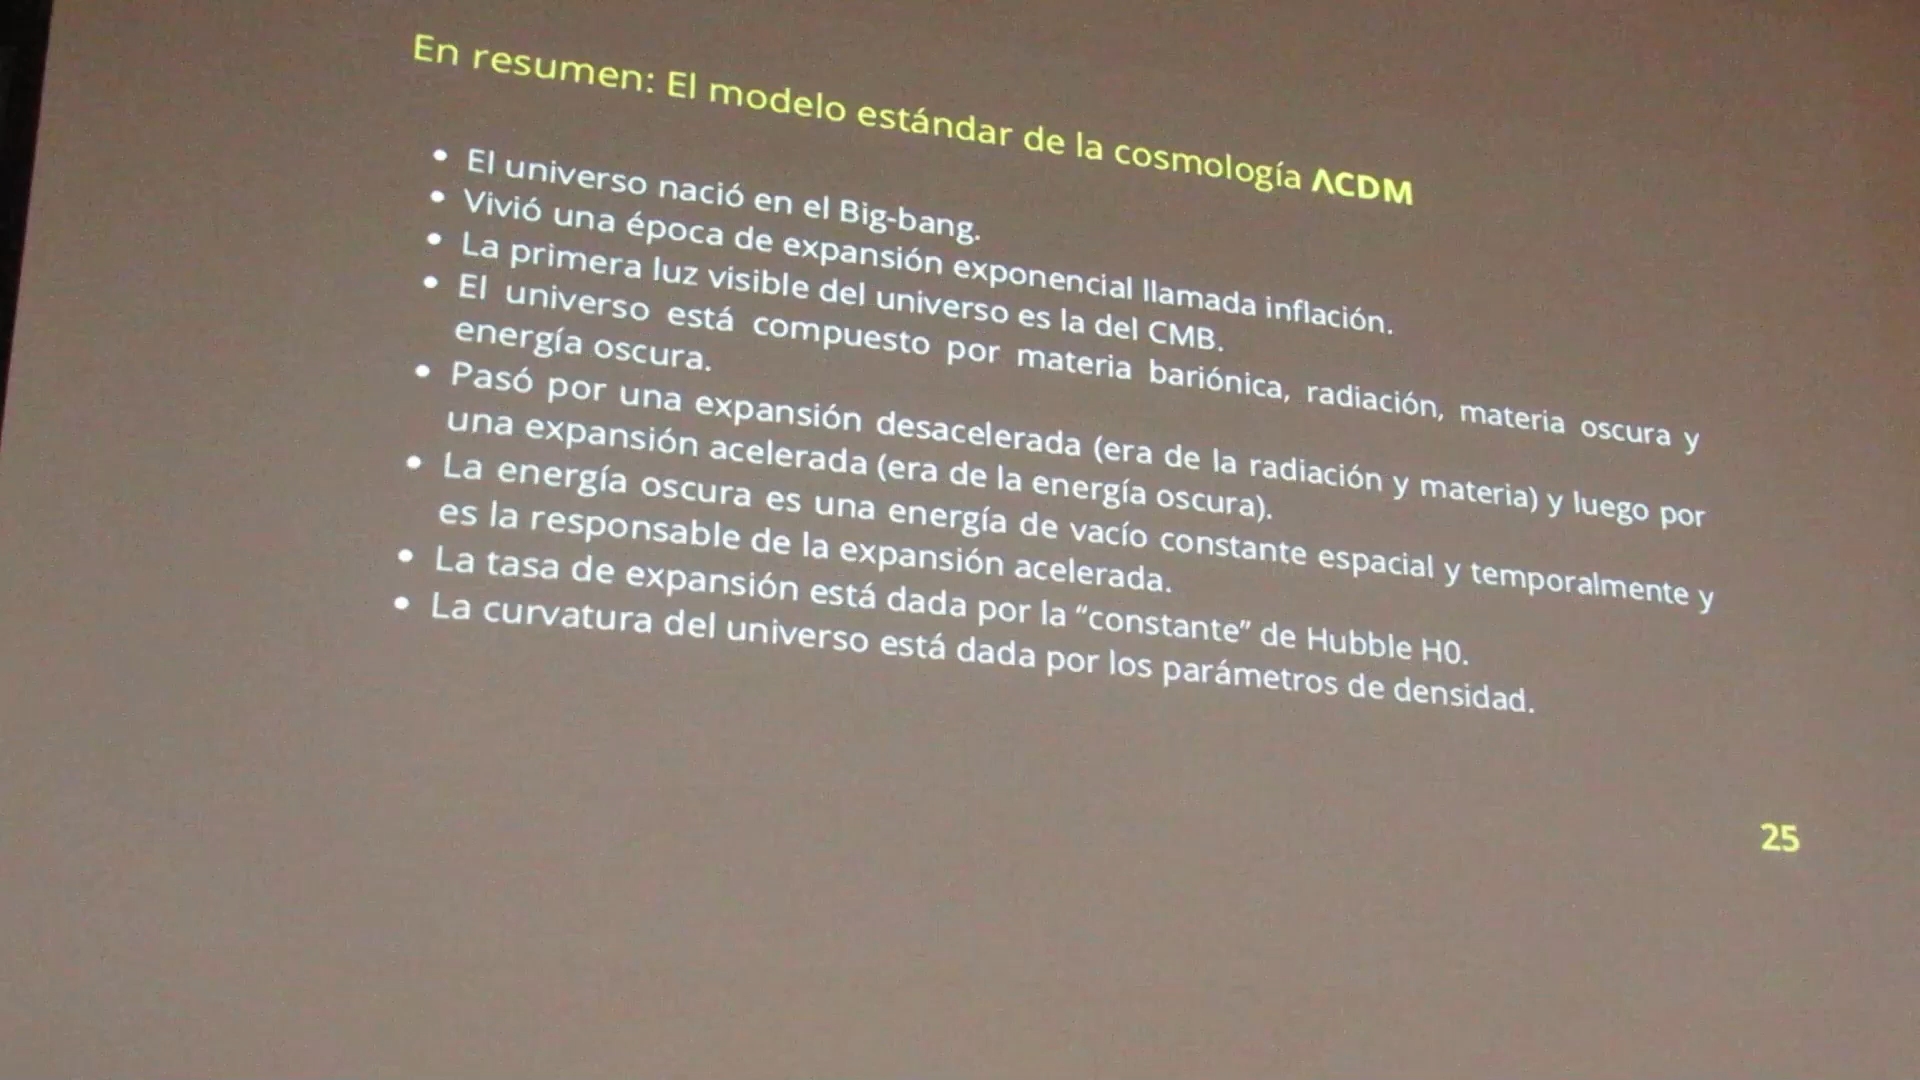 En resumen: El modelo estándar de la cosmología ΛCDM
• El universo nació en el Big-bang.
• Vivió una época de expansión exponencial llamada inflación.
• La primera luz visible del universo es la del CMB.
• El universo está compuesto por materia bariónica, radiación, materia oscura y
energía oscura.
• Pasó por una expansión desacelerada (era de la radiación y materia) y luego por
una expansión acelerada (era de la energía oscura).
• La energía oscura es una energía de vacío constante espacial y temporalmente y
es la responsable de la expansión acelerada.
• La tasa de expansión está dada por la “constante” de Hubble H0.
• La curvatura del universo está dada por los parámetros de densidad.
25